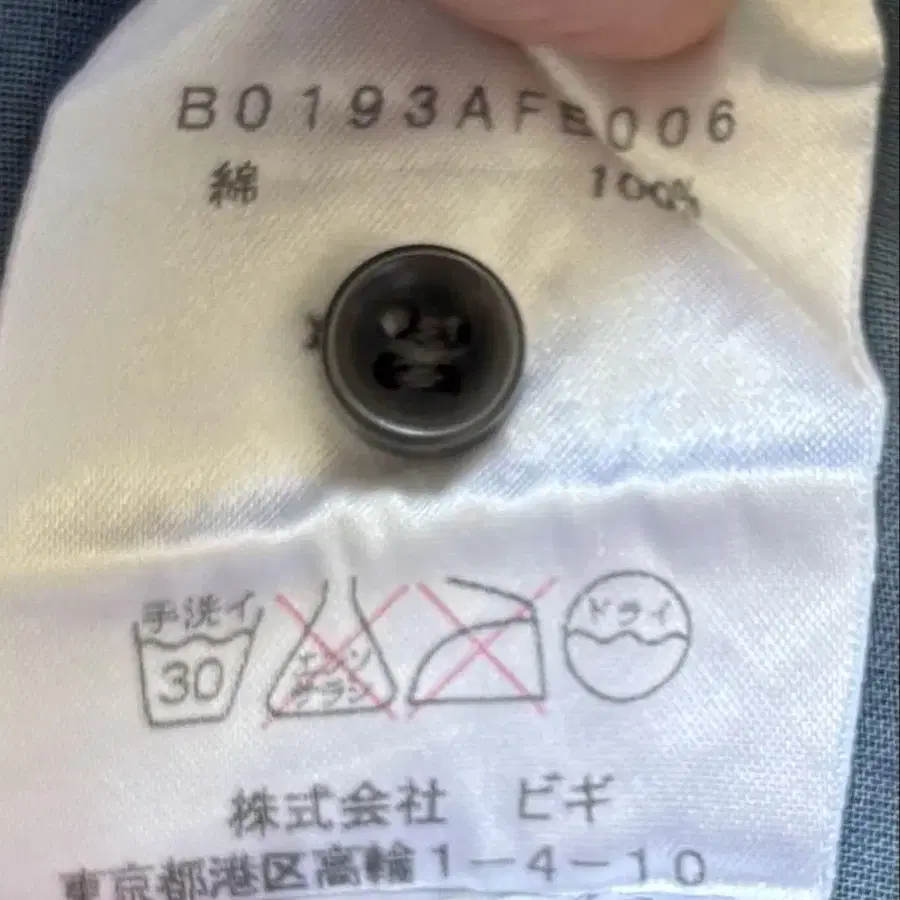 B0193AFE006
綿 100%
手洗イ
30
エンソ
サラシ
ドライ
株式会社 ビギ
東京都港区高輪1-4-10